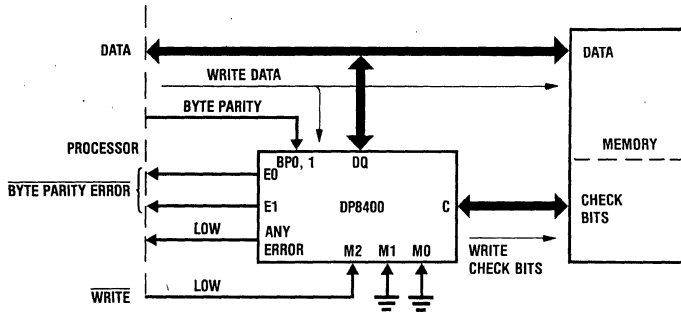 DATA
DATA
WRITE DATA
BYTE PARITY
PROCESSOR
MEMORY
BP0, 1
DQ
E0
BYTE PARITY ERROR
E1
DP8400
C
CHECK
BITS
LOW
ANY
ERROR
M2
M1
M0
WRITE
CHECK BITS
WRITE
LOW